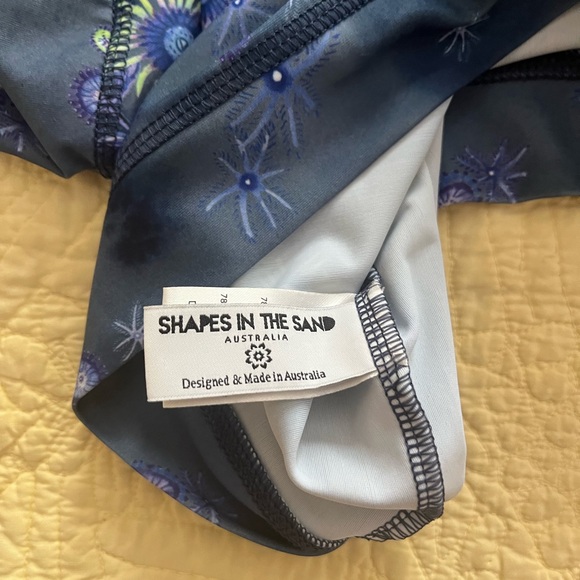 SHAPES IN THE SAND
AUSTRALIA
Designed & Made in Australia